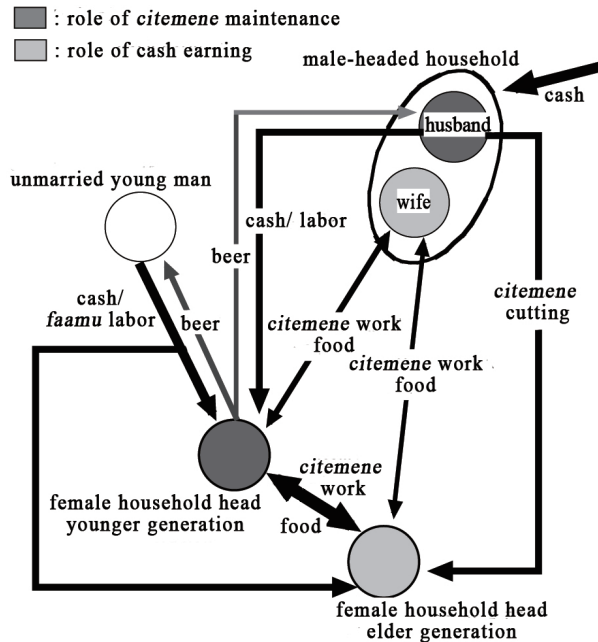 : role of citemene maintenance
: role of cash earning
male-headed household
cash
husband
unmarried young man
wife
cash/ labor
beer
cash/
faamu labor
beer
citemene
cutting
citemene work
food
citemene work
food
citemene
work
food
female household head
younger generation
female household head
elder generation